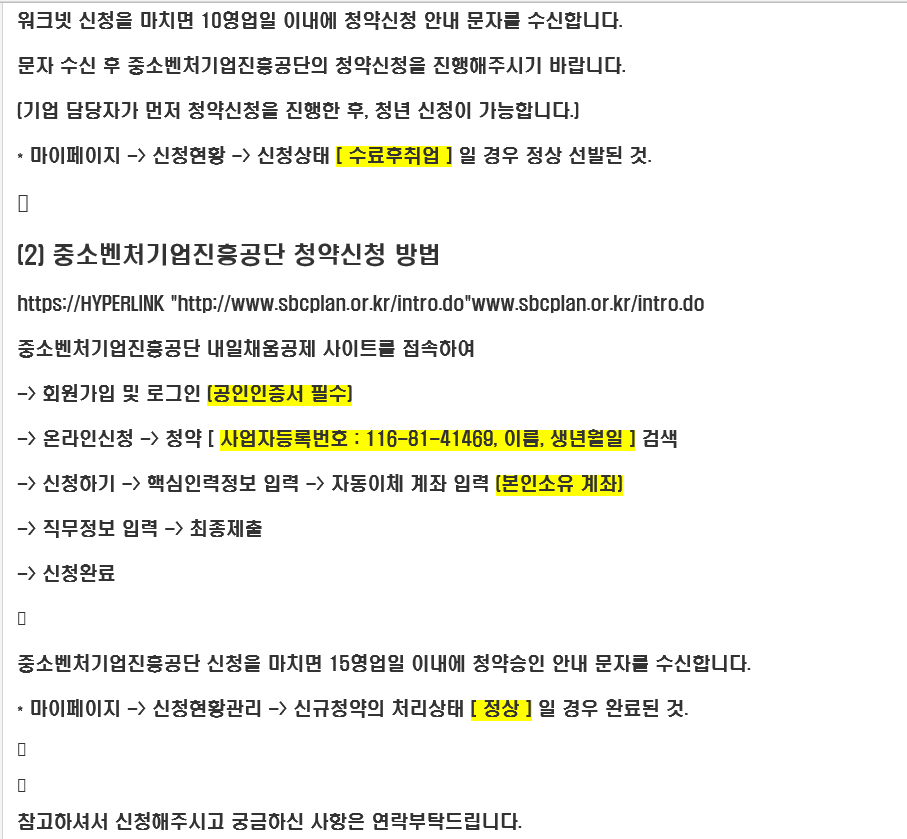 워크넷 신청을 마치면 10영업일 이내에 청약신청 안내 문자를 수신합니다.
문자 수신 후 중소벤처기업진흥공단의 청약신청을 진행해주시기 바랍니다.
(기업 담당자가 먼저 청약신청을 진행한 후, 청년 신청이 가능합니다.)
* 마이페이지 -> 신청현황 -> 신청상태 [ 수료후취업 ] 일 경우 정상 선발된 것.
(2) 중소벤처기업진흥공단 청약신청 방법
https://HYPERLINK "http://www.sbcplan.or.kr/intro.do"www.sbcplan.or.kr/intro.do
중소벤처기업진흥공단 내일채움공제 사이트를 접속하여
-> 회원가입 및 로그인 (공인인증서 필수)
-> 온라인신청 -> 청약 [ 사업자등록번호 : 116-81-41469, 이름, 생년월일 ] 검색
-> 신청하기 -> 핵심인력정보 입력 -> 자동이체 계좌 입력 (본인소유 계좌)
-> 직무정보 입력 -> 최종제출
-> 신청완료
중소벤처기업진흥공단 신청을 마치면 15영업일 이내에 청약승인 안내 문자를 수신합니다.
* 마이페이지 -> 신청현황관리 -> 신규청약의 처리상태 [ 정상 ] 일 경우 완료된 것.
참고하셔서 신청해주시고 궁금하신 사항은 연락부탁드립니다.